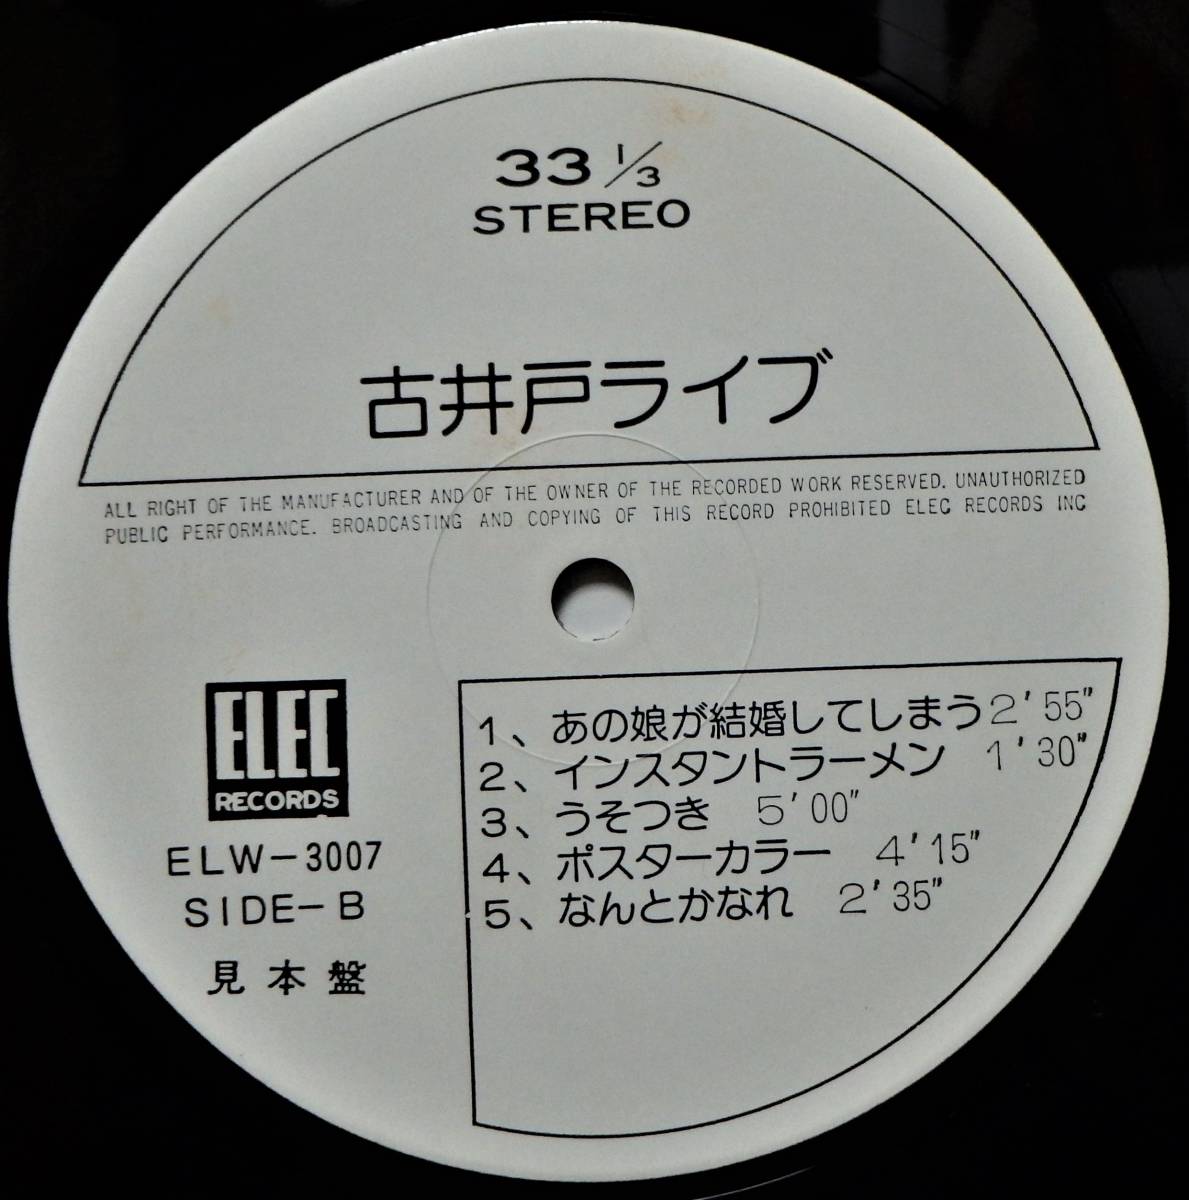 33 1/3
STEREO
古井戸ライブ
ALL RIGHT OF THE MANUFACTURER AND OF THE OWNER OF THE RECORDED WORK RESERVED. UNAUTHORIZED
PUBLIC PERFORMANCE. BROADCASTING AND COPYING OF THIS RECORD PROHIBITED ELEC RECORDS INC
ELEC
RECORDS
ELW-3007
SIDE-B
見本盤
1、あの娘が結婚してしまう2'55"
2、インスタントラーメン 1'30"
3、うそつき 5'00"
4、ポスターカラー 4'15"
5、なんとかなれ 2'35"